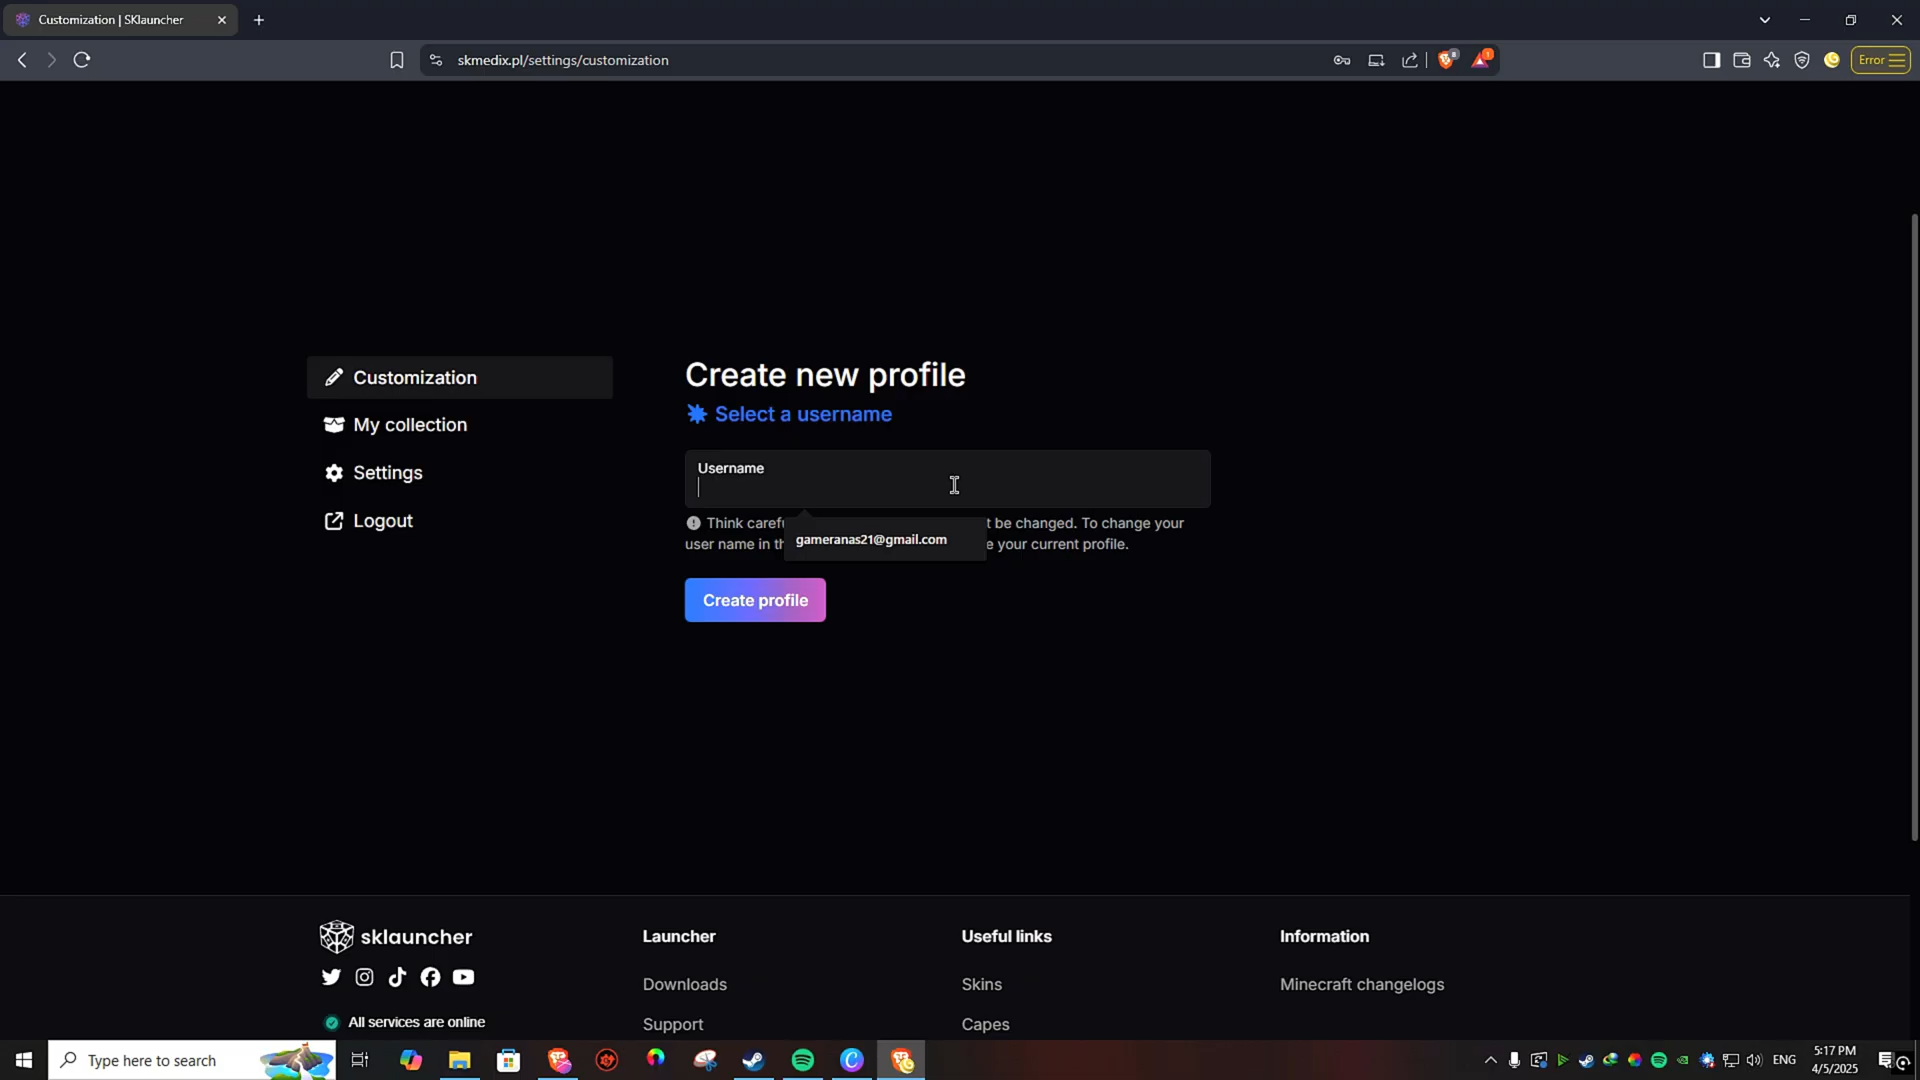 Customization | SKlauncher
skmedix.pl/settings/customization
8
1
Error
Customization
My collection
Settings
Logout
Create new profile
Select a username
Username
Think carefu
t be changed. To change your
user name in th
e your current profile.
gameranas21@gmail.com
Create profile
sklauncher
All services are online
Launcher
Downloads
Support
Useful links
Skins
Capes
Information
Minecraft changelogs
Type here to search
ENG
5:17 PM
4/5/2025